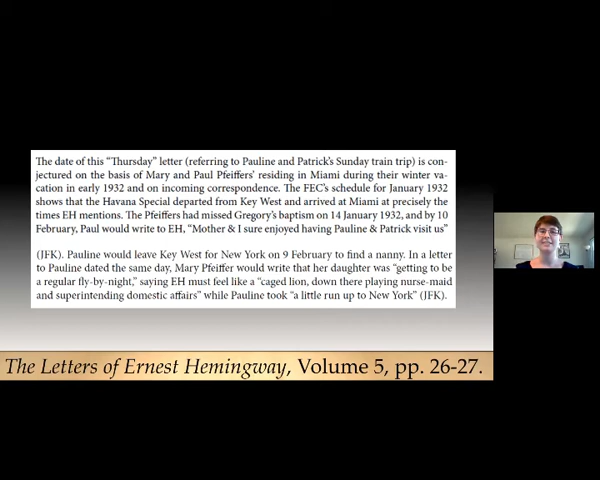 The date of this “Thursday” letter (referring to Pauline and Patrick's Sunday train trip) is con-
jectured on the basis of Mary and Paul Pfeiffers' residing in Miami during their winter va-
cation in early 1932 and on incoming correspondence. The FEC's schedule for January 1932
shows that the Havana Special departed from Key West and arrived at Miami at precisely the
times EH mentions. The Pfeiffers had missed Gregory's baptism on 14 January 1932, and by 10
February, Paul would write to EH, “Mother & I sure enjoyed having Pauline & Patrick visit us”
(JFK). Pauline would leave Key West for New York on 9 February to find a nanny. In a letter
to Pauline dated the same day, Mary Pfeiffer would write that her daughter was “getting to be
a regular fly-by-night,” saying EH must feel like a “caged lion, down there playing nurse-maid
and superintending domestic affairs” while Pauline took “a little run up to New York” (JFK).
The Letters of Ernest Hemingway, Volume 5, pp. 26-27.